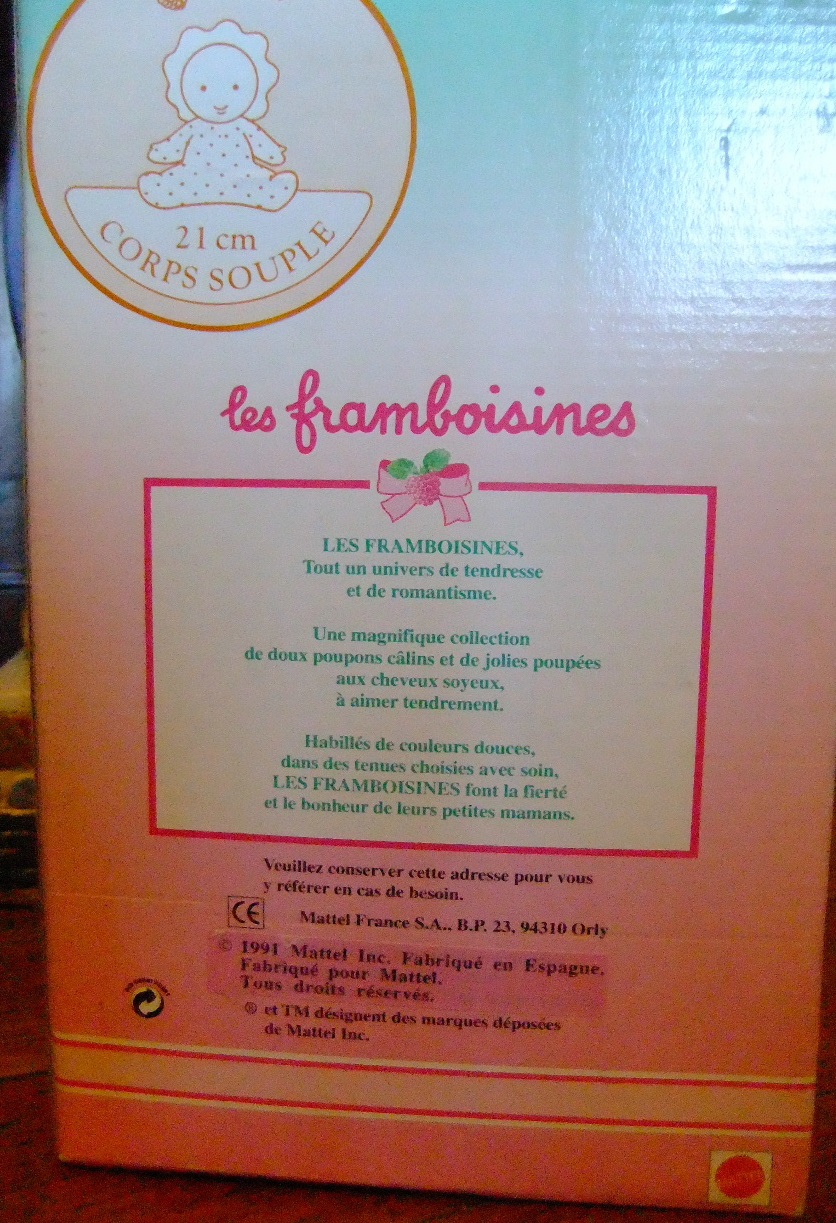 21 cm
CORPS SOUPLE
les framboisines
LES FRAMBOISINES,
Tout un univers de tendresse
et de romantisme.
Une magnifique collection
de doux poupons câlins et de jolies poupées
aux cheveux soyeux,
à aimer tendrement.
Habillés de couleurs douces,
dans des tenues choisies avec soin,
LES FRAMBOISINES font la fierté
et le bonheur de leurs petites mamans.
Veuillez conserver cette adresse pour vous
y référer en cas de besoin.
CE
Mattel France S.A., B.P. 23, 94310 Orly
© 1991 Mattel Inc. Fabriqué en Espagne.
Fabriqué pour Mattel.
Tous droits réservés.
® et TM désignent des marques déposées
de Mattel Inc.